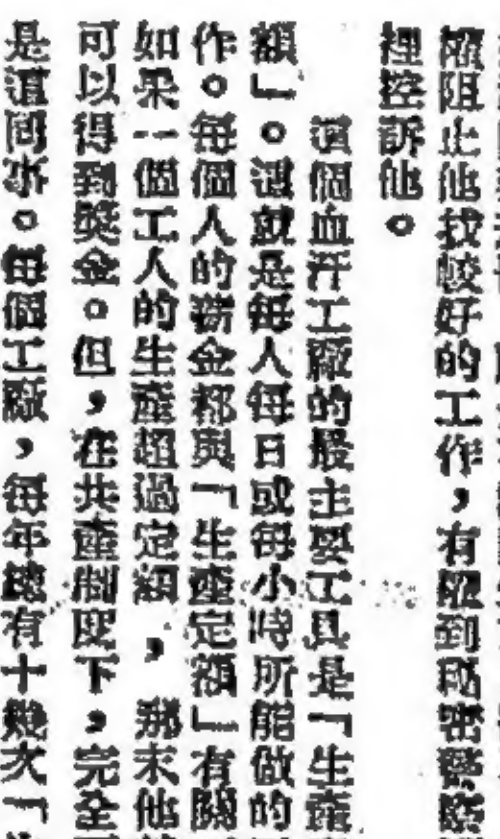 權阻止他找較好的工作，有權到秘密警察
裡控訴他。
這個血汗工廠的最主要工具是「生產
額」。這就是每人每日或每小時所能做的
作。每個人的薪金都與「生產定額」有關
如果一個工人的生產超過定額，那末他
可以得到獎金。但，在共產制度下，完全
是這回事。每個工廠，每年總有十幾次「